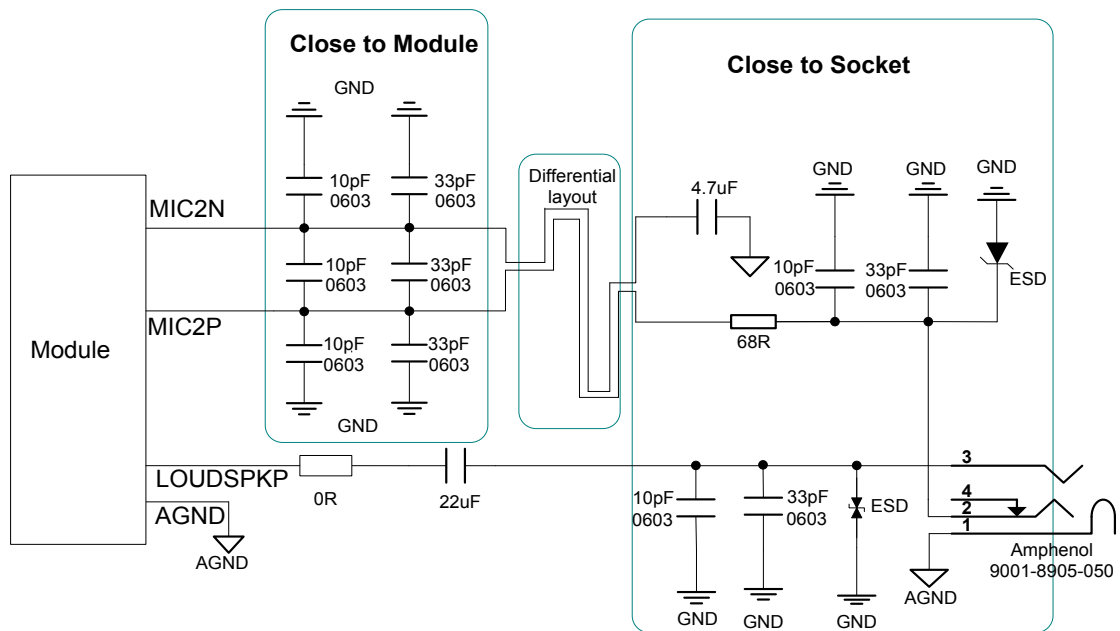 Close to Module
GND
10pF
0603
33pF
0603
MIC2N
10pF
0603
33pF
0603
MIC2P
10pF
0603
33pF
0603
GND
Module
LOUDSPKP
0R
22uF
AGND
AGND
Differential
layout
Close to Socket
4.7uF
GND
GND
GND
10pF
0603
33pF
0603
ESD
68R
10pF
0603
33pF
0603
ESD
3
4
2
1
Amphenol
9001-8905-050
AGND
GND
GND
GND